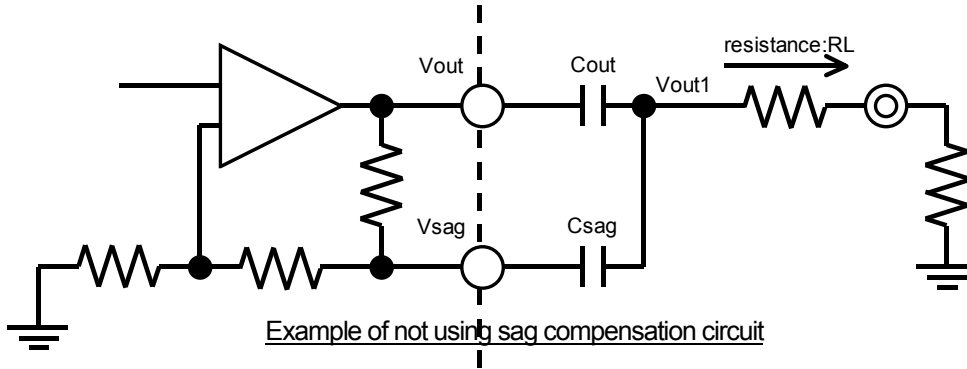 resistance:RL
Vout
Cout
Vout1
Vsag
Csag
Example of not using sag compensation circuit